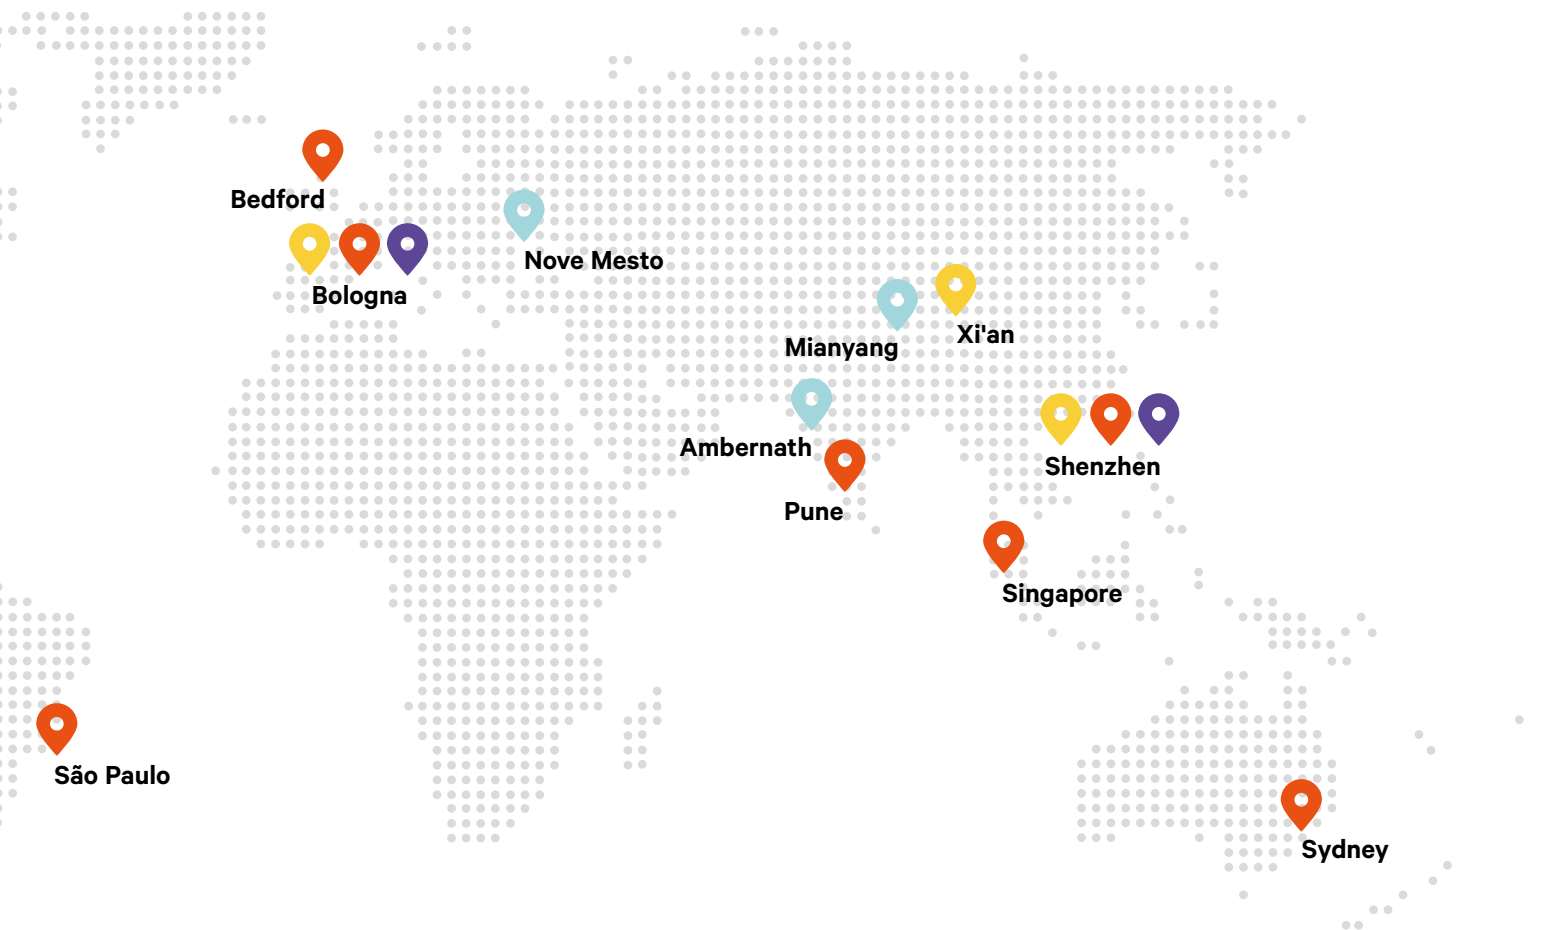 Bedford
Nove Mesto
Bologna
Xi'an
Mianyang
Ambernath
Shenzhen
Pune
Singapore
São Paulo
Sydney